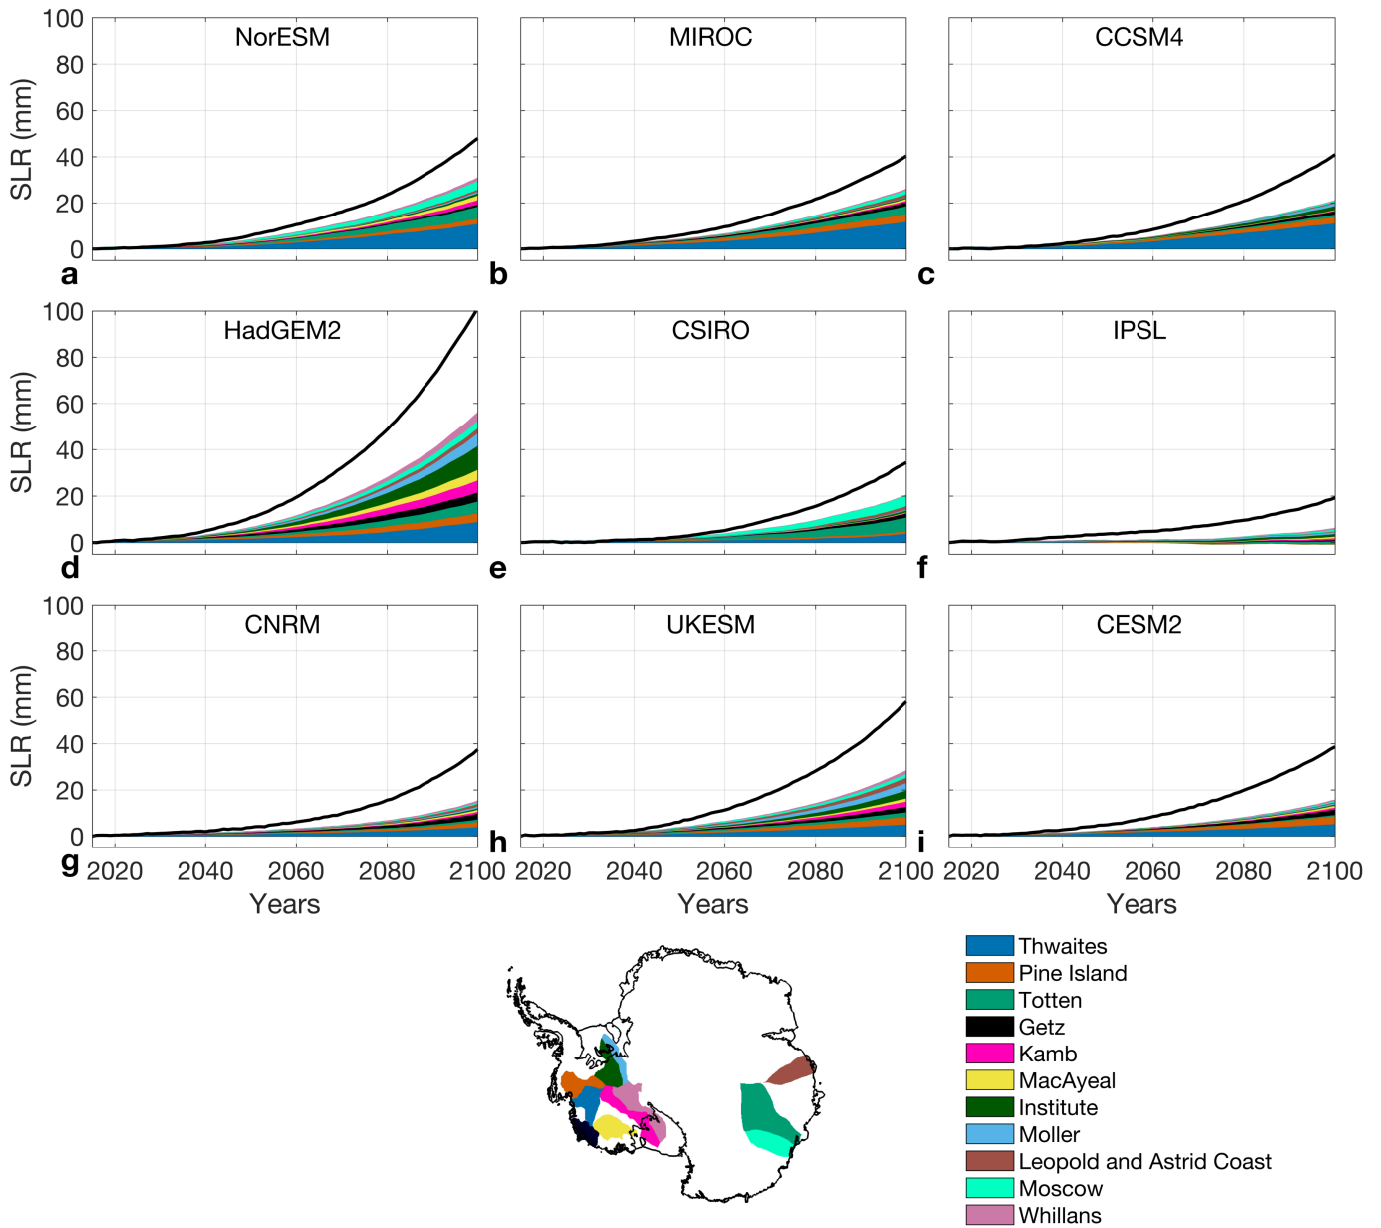 100
80
60
40
20
0
SLR (mm)
NorESM
a
MIROC
b
CCSM4
c
100
80
60
40
20
0
SLR (mm)
HadGEM2
d
CSIRO
e
IPSL
f
100
80
60
40
20
0
SLR (mm)
CNRM
g
2020 2040 2060 2080 2100
Years
UKESM
h
2020 2040 2060 2080 2100
Years
CESM2
i
2020 2040 2060 2080 2100
Years
Thwaites
Pine Island
Totten
Getz
Kamb
MacAyeal
Institute
Moller
Leopold and Astrid Coast
Moscow
Whillans